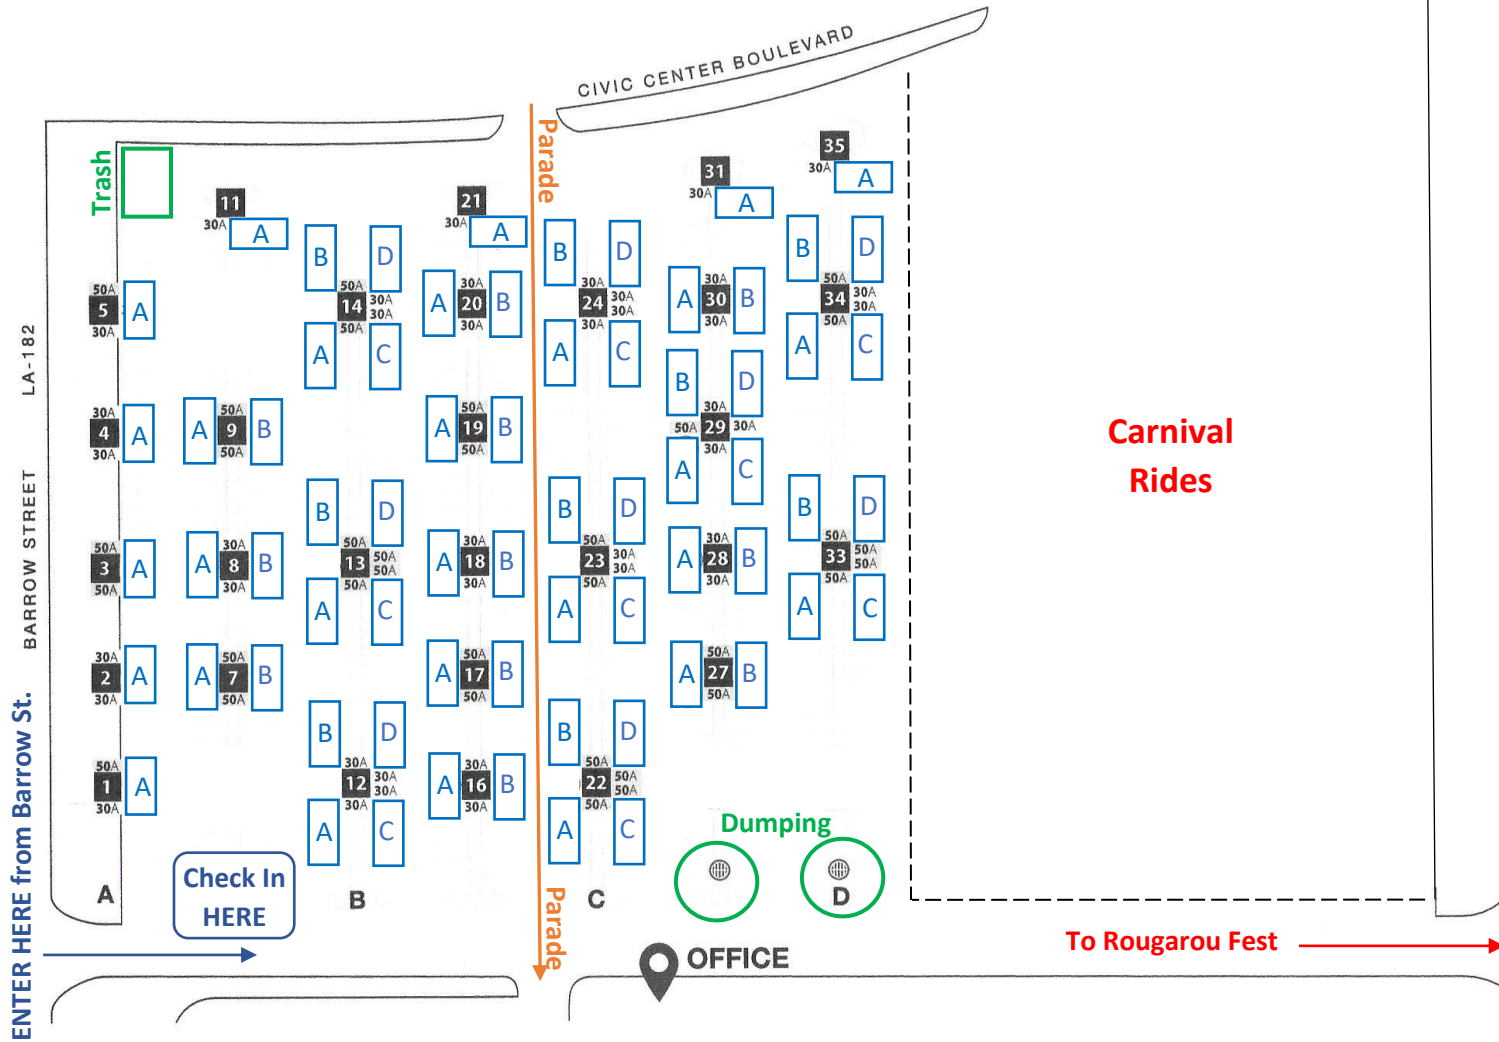 CIVIC CENTER BOULEVARD
Trash
Parade
35
30A
A
31
30A
A
11
30A
A
21
30A
A
B
D
50A
14
30A
30A
50A
A
C
30A
A
20
B
30A
B
D
30A
24
30A
30A
30A
A
C
30A
A
30
B
30A
B
D
50A
34
30A
30A
50A
A
C
50A
5
A
30A
LA-182
BARROW STREET
30A
4
A
30A
50A
A
9
B
50A
50A
A
19
B
50A
B
D
30A
50A
29
30A
30A
A
C
Carnival
Rides
50A
3
A
50A
30A
A
8
B
30A
B
D
50A
13
50A
50A
50A
A
C
30A
A
18
B
30A
B
D
50A
23
30A
30A
50A
A
C
30A
A
28
B
30A
B
D
50A
33
50A
50A
50A
A
C
30A
2
A
30A
50A
A
7
B
50A
50A
A
17
B
50A
50A
A
27
B
50A
50A
1
A
30A
B
D
30A
12
30A
30A
30A
A
C
30A
A
16
B
30A
B
D
50A
22
50A
50A
50A
A
C
Dumping
A
Check In
HERE
B
Parade
C
D
ENTER HERE from Barrow St.
OFFICE
To Rougarou Fest